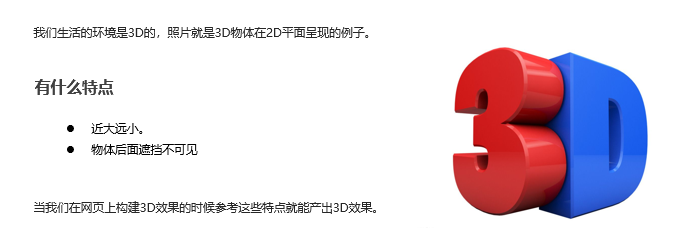 我们生活的环境是3D的，照片就是3D物体在2D平面呈现的例子。
有什么特点
● 近大远小。
● 物体后面遮挡不可见
当我们在网页上构建3D效果的时候参考这些特点就能产出3D效果。
3D